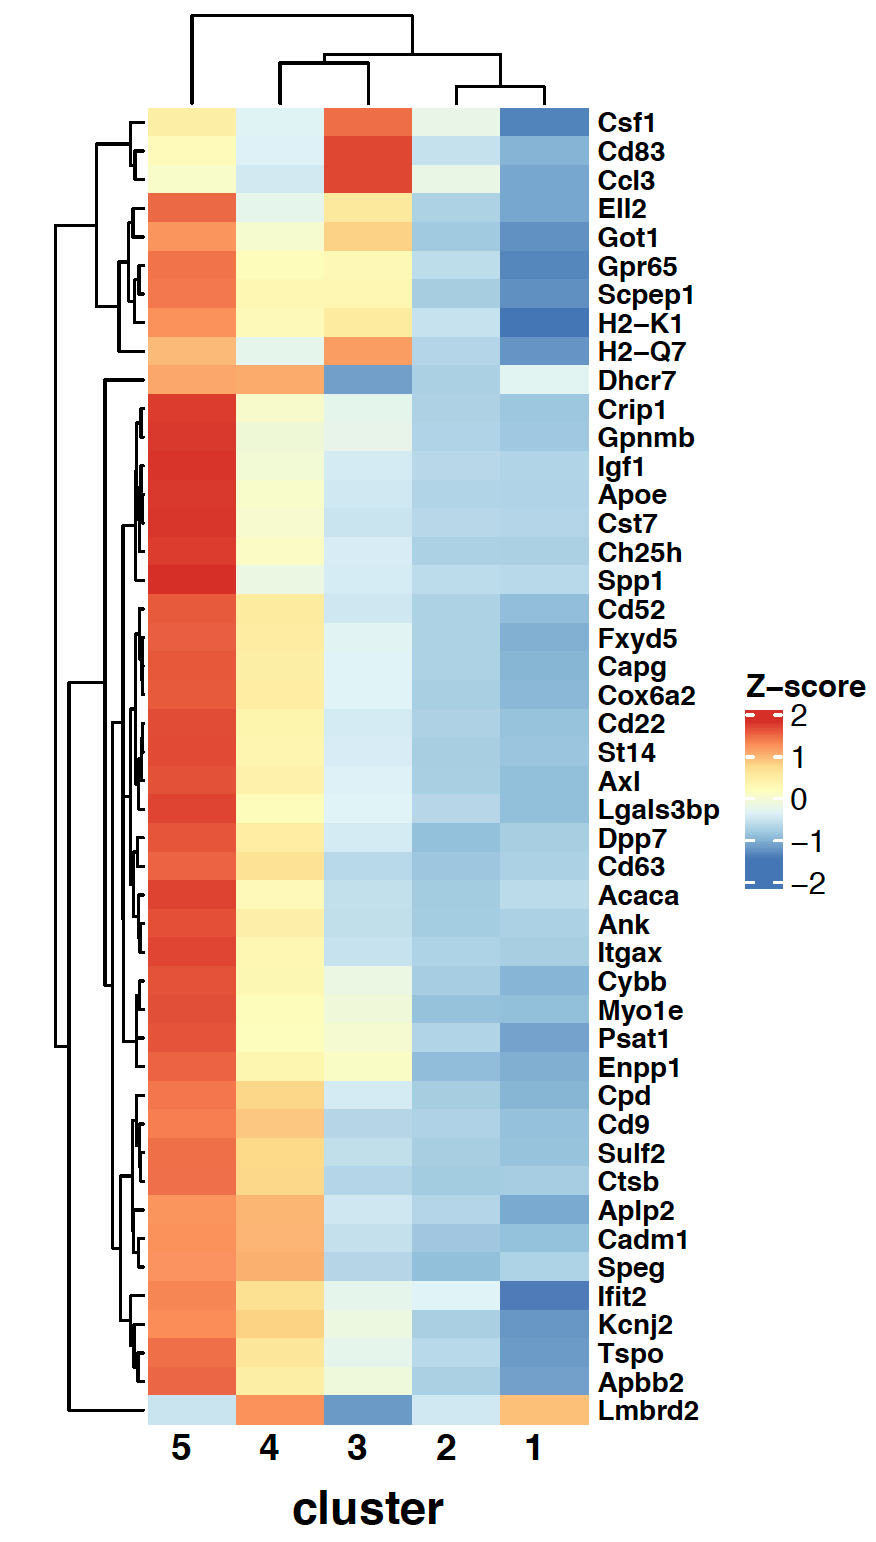 Csf1
Cd83
Ccl3
Ell2
Got1
Gpr65
Scpep1
H2−K1
H2−Q7
Dhcr7
Crip1
Gpnmb
Igf1
Apoe
Cst7
Ch25h
Spp1
Cd52
Fxyd5
Capg
Cox6a2
Cd22
St14
Axl
Lgals3bp
Dpp7
Cd63
Acaca
Ank
Itgax
Cybb
Myo1e
Psat1
Enpp1
Cpd
Cd9
Sulf2
Ctsb
Aplp2
Cadm1
Speg
Ifit2
Kcnj2
Tspo
Apbb2
Lmbrd2
5 4 3 2 1
cluster
Z−score
2
1
0
−1
−2